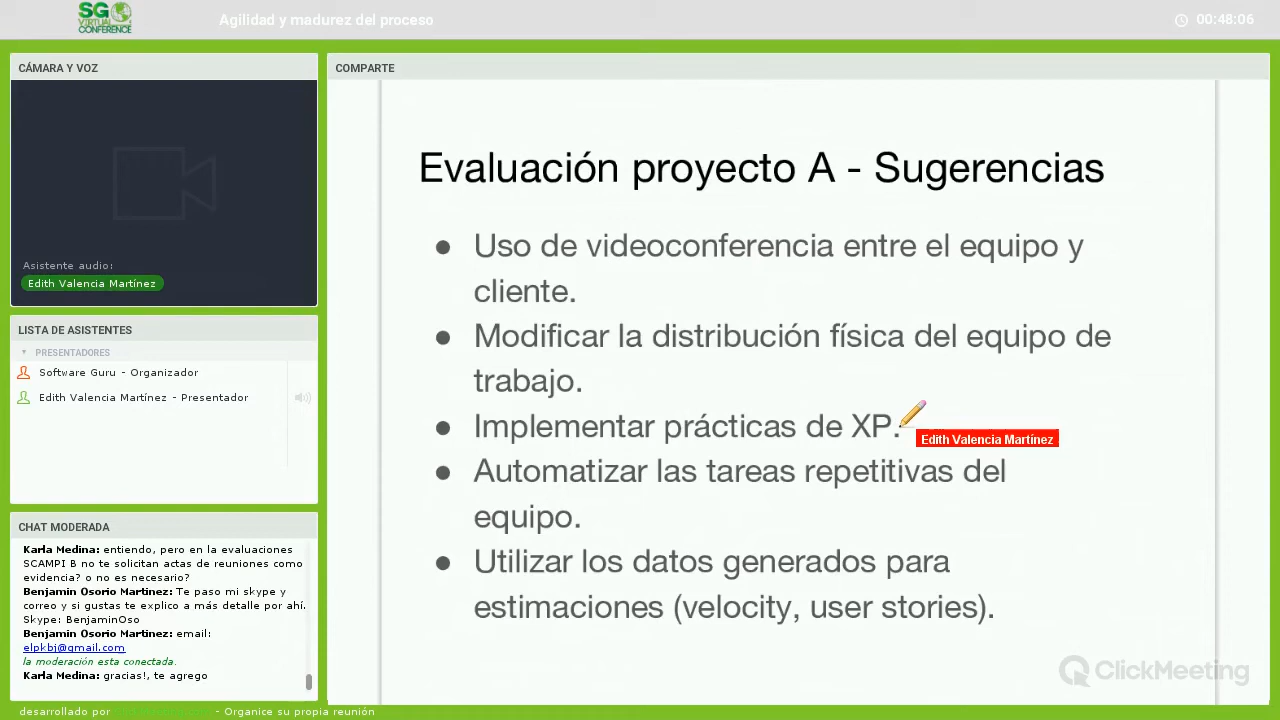 SG
VIRTUAL
CONFERENCE
Agilidad y madurez del proceso
00:48:06
CÁMARA Y VOZ
Asistente audio:
Edith Valencia Martínez
LISTA DE ASISTENTES
PRESENTADORES
Software Guru - Organizador
Edith Valencia Martínez - Presentador
CHAT MODERADA
Karla Medina: entiendo, pero en la evaluaciones
SCAMPI B no te solicitan actas de reuniones como
evidencia? o no es necesario?
Benjamin Osorio Martinez: Te paso mi skype y
correo y si gustas te explico a más detalle por ahí.
Skype: BenjaminOso
Benjamin Osorio Martinez: email:
elpkbj@gmail.com
la moderación esta conectada.
Karla Medina: gracias!, te agrego
desarrollado por
- Organice su propia reunión
COMPARTE
Evaluación proyecto A - Sugerencias
● Uso de videoconferencia entre el equipo y
cliente.
● Modificar la distribución física del equipo de
trabajo.
● Implementar prácticas de XP.
Edith Valencia Martínez
● Automatizar las tareas repetitivas del
equipo.
● Utilizar los datos generados para
estimaciones (velocity, user stories).
ClickMeeting